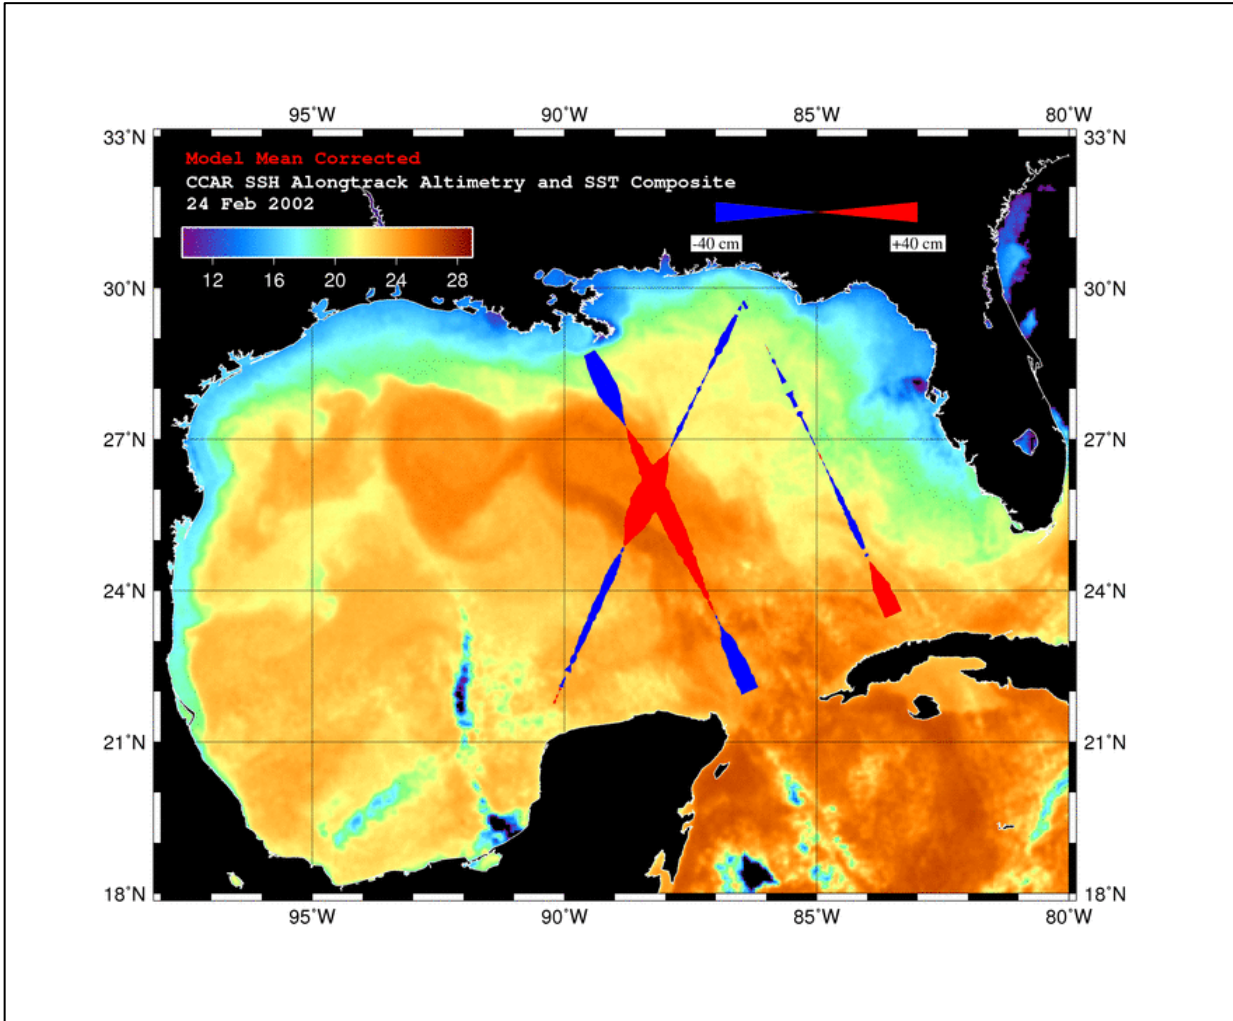 95°W 90°W 85°W 80°W
33°N 33°N
Model Mean Corrected
CCAR SSH Alongtrack Altimetry and SST Composite
24 Feb 2002
-40 cm +40 cm
12 16 20 24 28
30°N 30°N
27°N 27°N
24°N 24°N
21°N 21°N
18°N 18°N
95°W 90°W 85°W 80°W